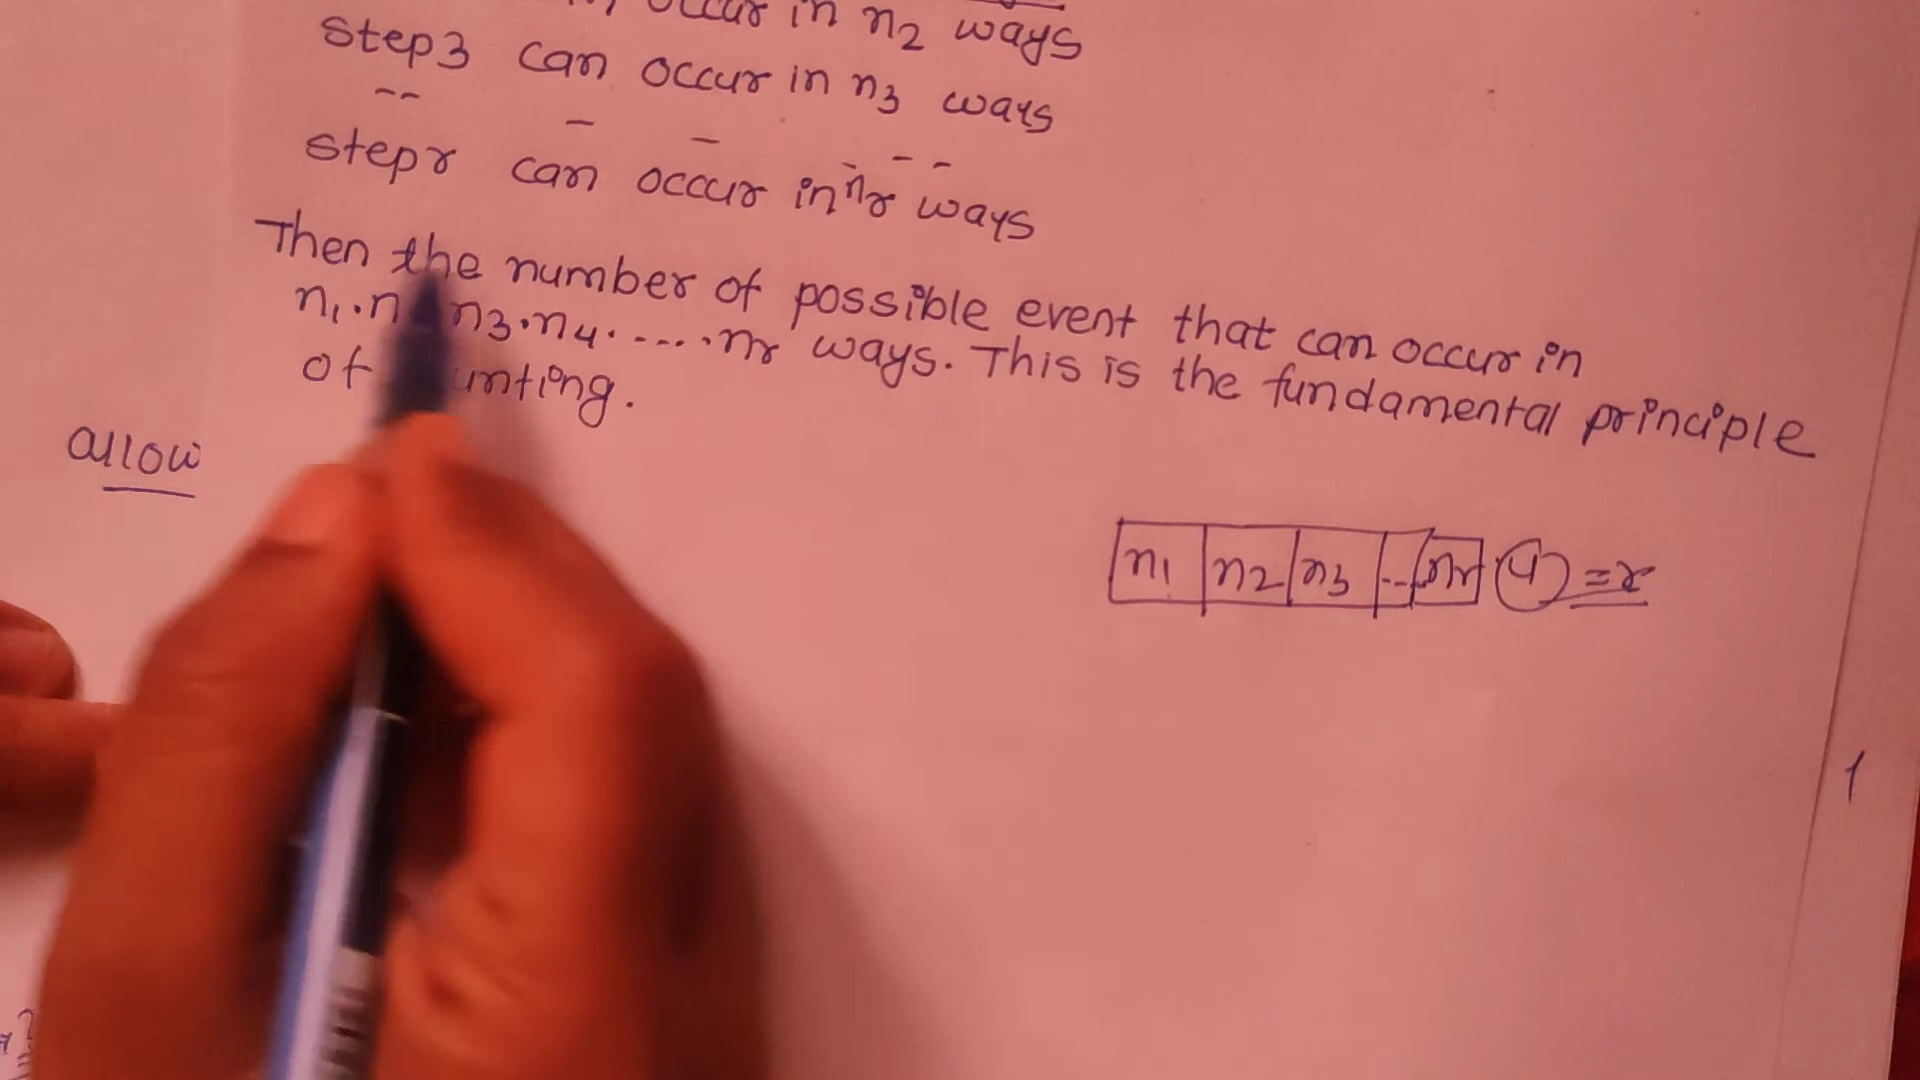 occur in n2 ways
step3 can occur in n3 ways
-- - - - - -
stepr can occur in nr ways
Then the number of possible event that can occur in
n1.n n3.n4. ---- .nr ways. This is the fundamental principle
of unting.
allow
n1 n2 n3 -- nr 4 = r
1